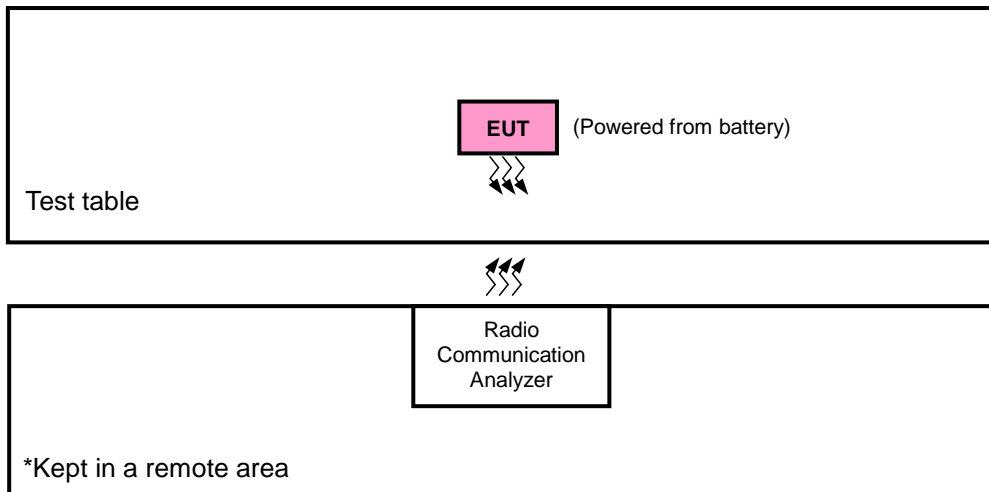 EUT
(Powered from battery)
Test table
Radio
Communication
Analyzer
*Kept in a remote area